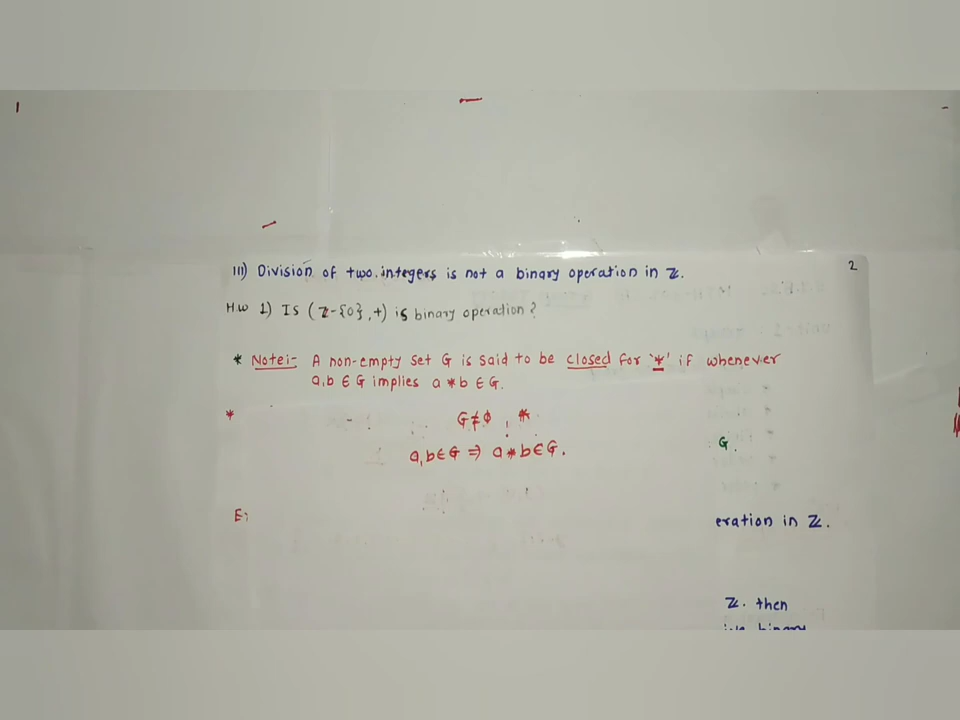 2
III) Division of two integers is not a binary operation in ℤ.
H.W 1) Is (ℤ-{0}, +) is binary operation?
* Note:- A non-empty set G is said to be closed for '*' if whenever
a,b ∈ G implies a * b ∈ G.
* G≠ϕ , *
a,b∈G ⇒ a*b∈G.
G.
eration in ℤ.
ℤ. then
binary